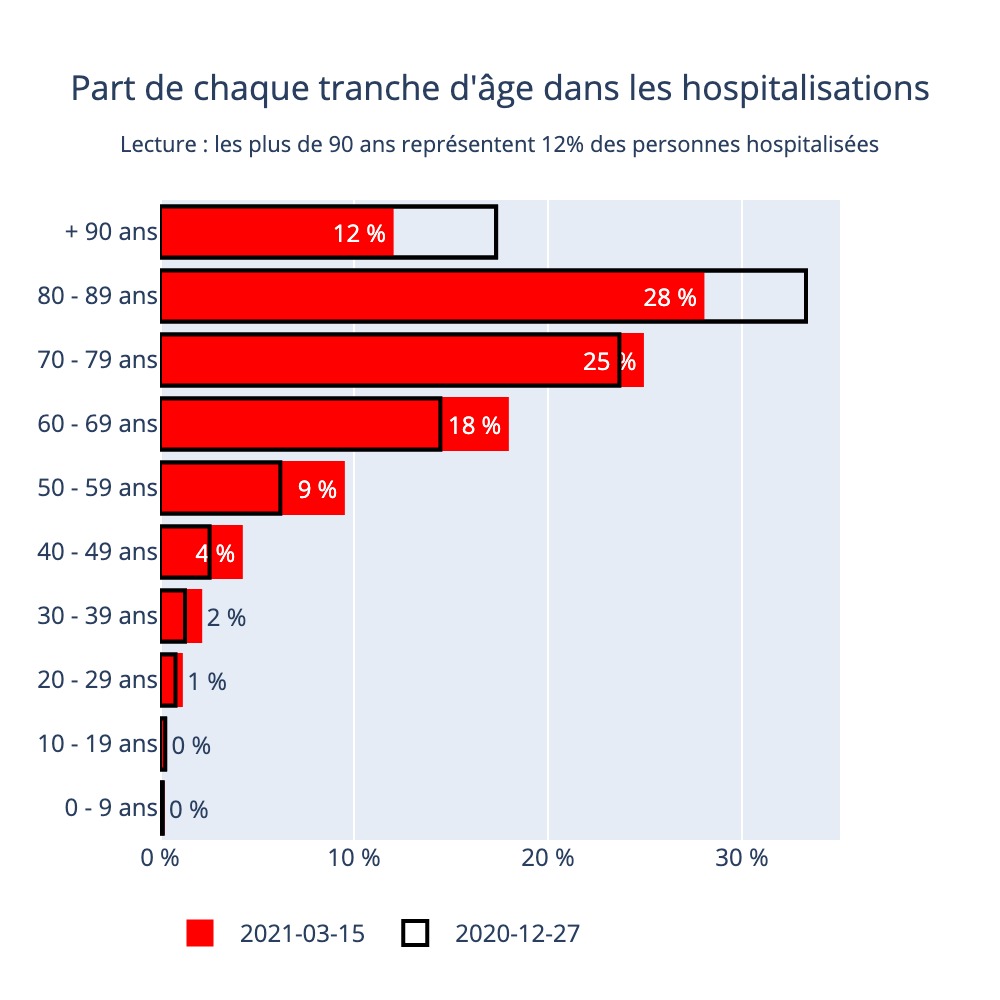 Part de chaque tranche d'âge dans les hospitalisations
Lecture : les plus de 90 ans représentent 12% des personnes hospitalisées
+ 90 ans 12 %
80 - 89 ans 28 %
70 - 79 ans 25 %
60 - 69 ans 18 %
50 - 59 ans 9 %
40 - 49 ans 4 %
30 - 39 ans 2 %
20 - 29 ans 1 %
10 - 19 ans 0 %
0 - 9 ans 0 %
0 % 10 % 20 % 30 %
2021-03-15 2020-12-27